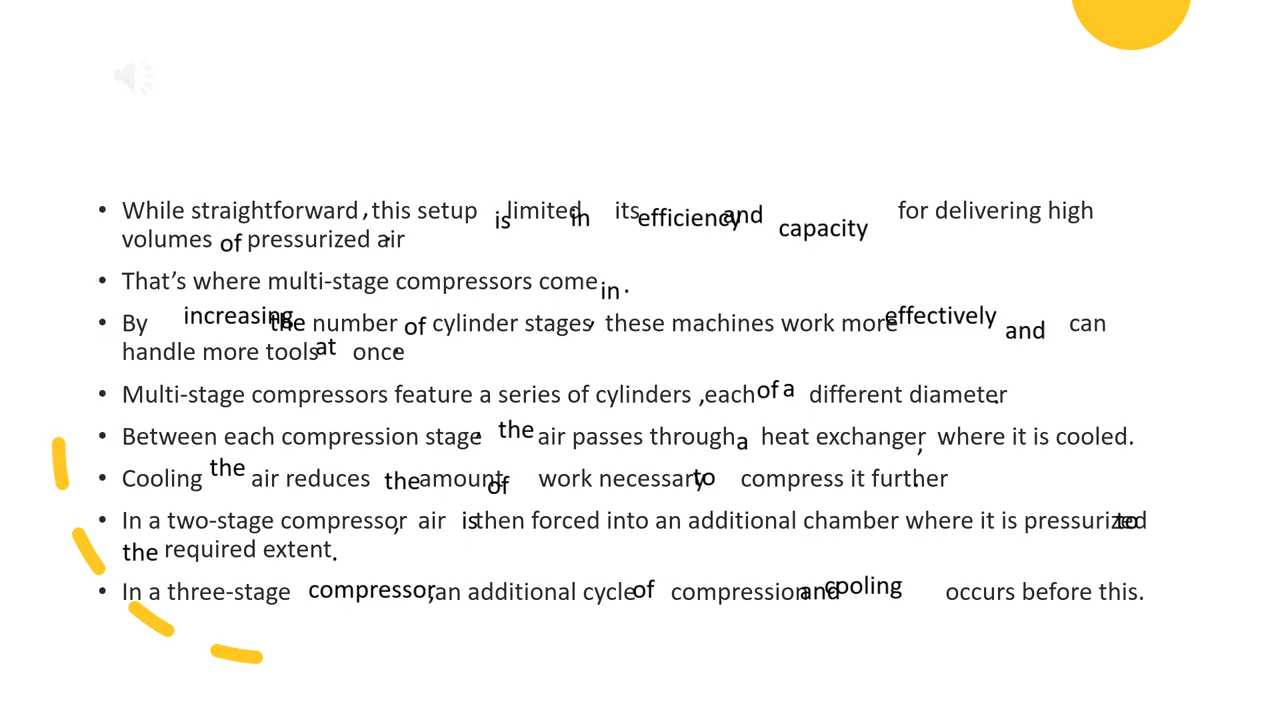 • While straightforward, this setup is limited in its efficiency and capacity for delivering high
volumes of pressurized air.
• That’s where multi-stage compressors come in.
• By increasing the number of cylinder stages, these machines work more effectively and can
handle more tools at once.
• Multi-stage compressors feature a series of cylinders, each of a different diameter.
• Between each compression stage, the air passes through a heat exchanger, where it is cooled.
• Cooling the air reduces the amount of work necessary to compress it further.
• In a two-stage compressor, air is then forced into an additional chamber where it is pressurized to
the required extent.
• In a three-stage compressor, an additional cycle of compression and cooling occurs before this.